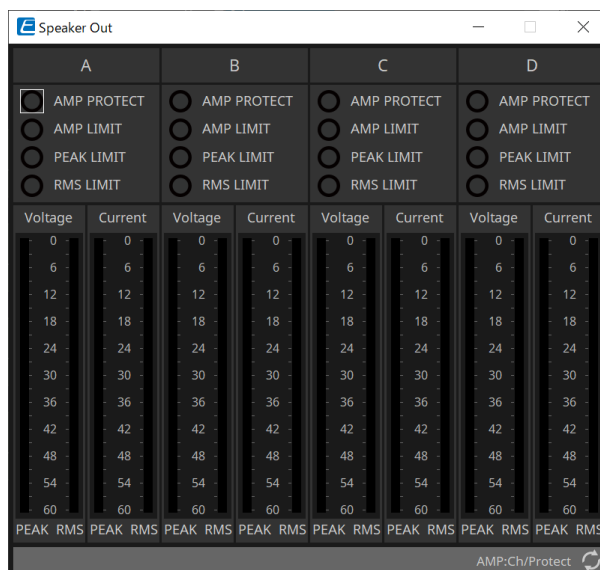 Speaker Out
A B C D
AMP PROTECT AMP PROTECT AMP PROTECT AMP PROTECT
AMP LIMIT AMP LIMIT AMP LIMIT AMP LIMIT
PEAK LIMIT PEAK LIMIT PEAK LIMIT PEAK LIMIT
RMS LIMIT RMS LIMIT RMS LIMIT RMS LIMIT
Voltage Current Voltage Current Voltage Current Voltage Current
0 0 0 0 0 0 0 0
6 6 6 6 6 6 6 6
12 12 12 12 12 12 12 12
18 18 18 18 18 18 18 18
24 24 24 24 24 24 24 24
30 30 30 30 30 30 30 30
36 36 36 36 36 36 36 36
42 42 42 42 42 42 42 42
48 48 48 48 48 48 48 48
54 54 54 54 54 54 54 54
60 60 60 60 60 60 60 60
PEAK RMS PEAK RMS PEAK RMS PEAK RMS PEAK RMS PEAK RMS PEAK RMS PEAK RMS
AMP:Ch/Protect